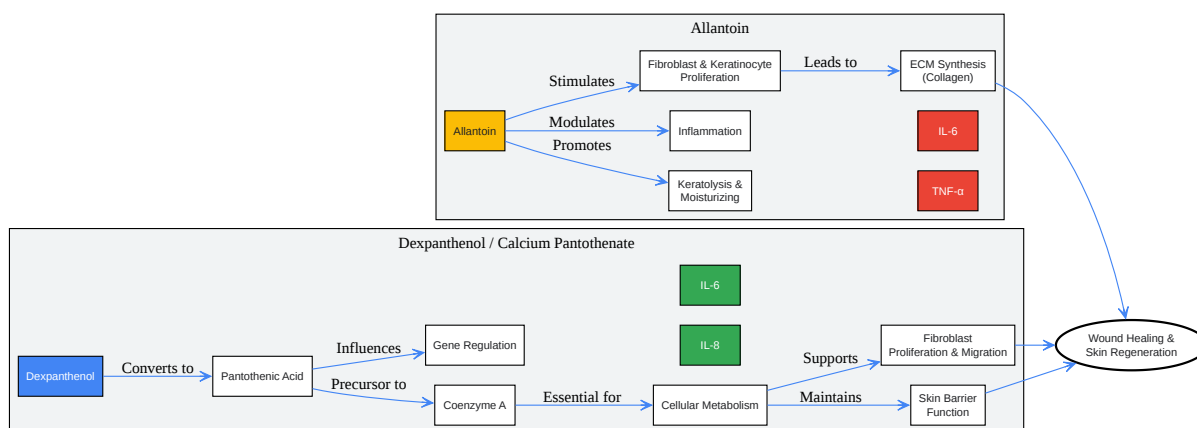 Allantoin
Fibroblast & Keratinocyte
Proliferation
Leads to
ECM Synthesis
(Collagen)
Stimulates
Allantoin
Modulates
Inflammation
IL-6
Promotes
Keratolysis &
Moisturizing
TNF-α
Dexpanthenol / Calcium Pantothenate
IL-6
Influences
Gene Regulation
IL-8
Supports
Fibroblast
Proliferation & Migration
Wound Healing &
Skin Regeneration
Dexpanthenol
Converts to
Pantothenic Acid
Precursor to
Coenzyme A
Essential for
Cellular Metabolism
Maintains
Skin Barrier
Function